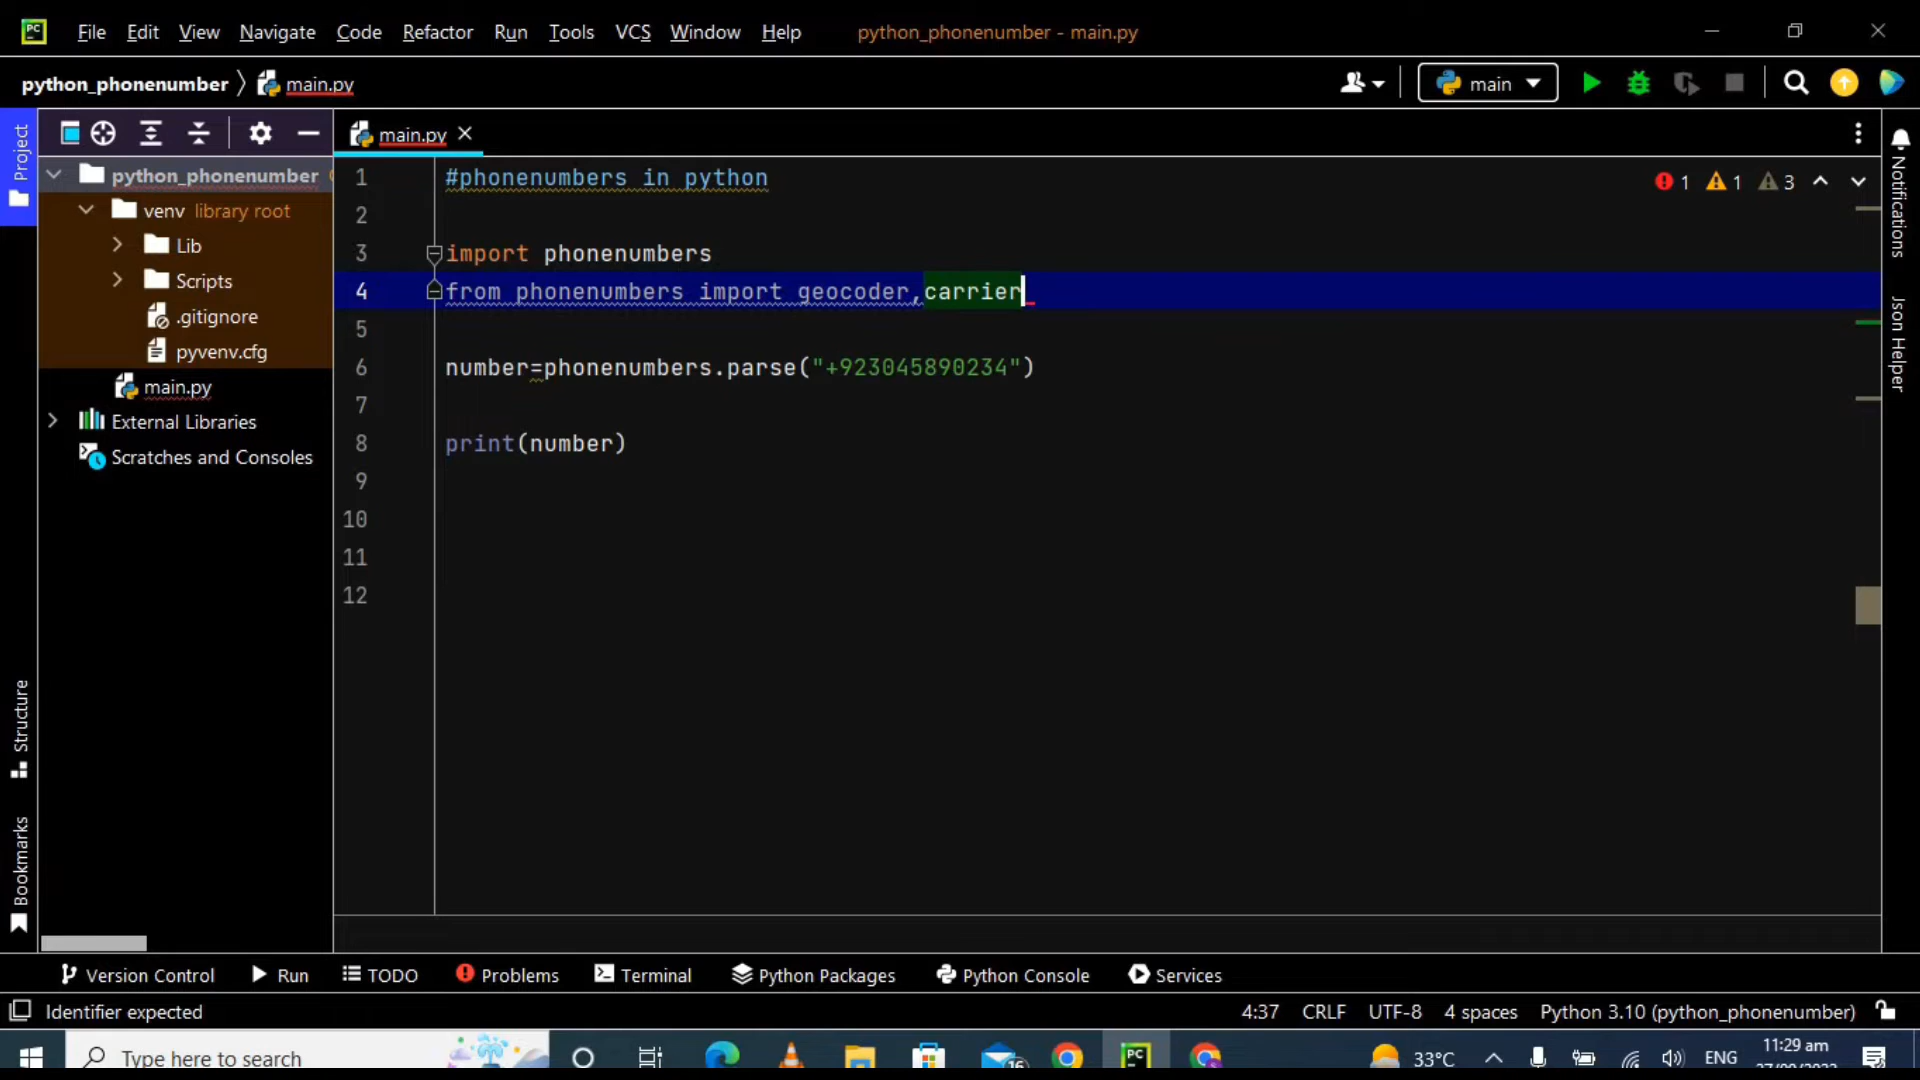 PC File Edit View Navigate Code Refactor Run Tools VCS Window Help python_phonenumber - main.py
python_phonenumber main.py main
Project
main.py
python_phonenumber
venv library root
Lib
Scripts
.gitignore
pyvenv.cfg
main.py
External Libraries
Scratches and Consoles
1 #phonenumbers in python
2
3 import phonenumbers
4 from phonenumbers import geocoder,carrier
5
6 number=phonenumbers.parse("+923045890234")
7
8 print(number)
9
10
11
12
1 1 3
Notifications
Json Helper
Structure
Bookmarks
Version Control Run TODO Problems Terminal Python Packages Python Console Services
Identifier expected 4:37 CRLF UTF-8 4 spaces Python 3.10 (python_phonenumber)
Type here to search 16 PC 33°C ENG 11:29 am